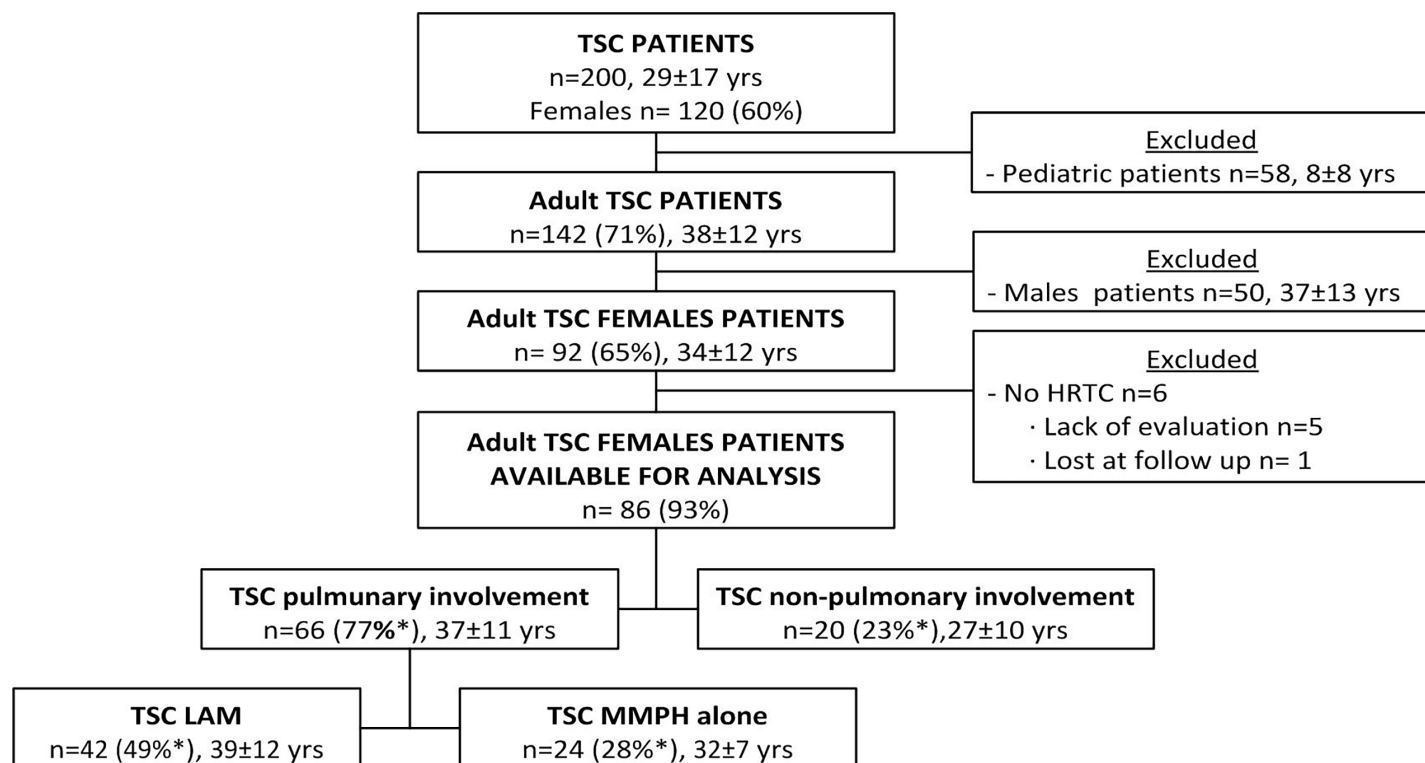 TSC PATIENTS
n=200, 29±17 yrs
Females n= 120 (60%)
Excluded
- Pediatric patients n=58, 8±8 yrs
Adult TSC PATIENTS
n=142 (71%), 38±12 yrs
Excluded
- Males  patients n=50, 37±13 yrs
Adult TSC FEMALES PATIENTS
n= 92 (65%), 34±12 yrs
Excluded
- No HRTC n=6
· Lack of evaluation n=5
· Lost at follow up n= 1
Adult TSC FEMALES PATIENTS
AVAILABLE FOR ANALYSIS
n= 86 (93%)
TSC pulmunary involvement
n=66 (77%*), 37±11 yrs
TSC non-pulmonary involvement
n=20 (23%*),27±10 yrs
TSC LAM
n=42 (49%*), 39±12 yrs
TSC MMPH alone
n=24 (28%*), 32±7 yrs